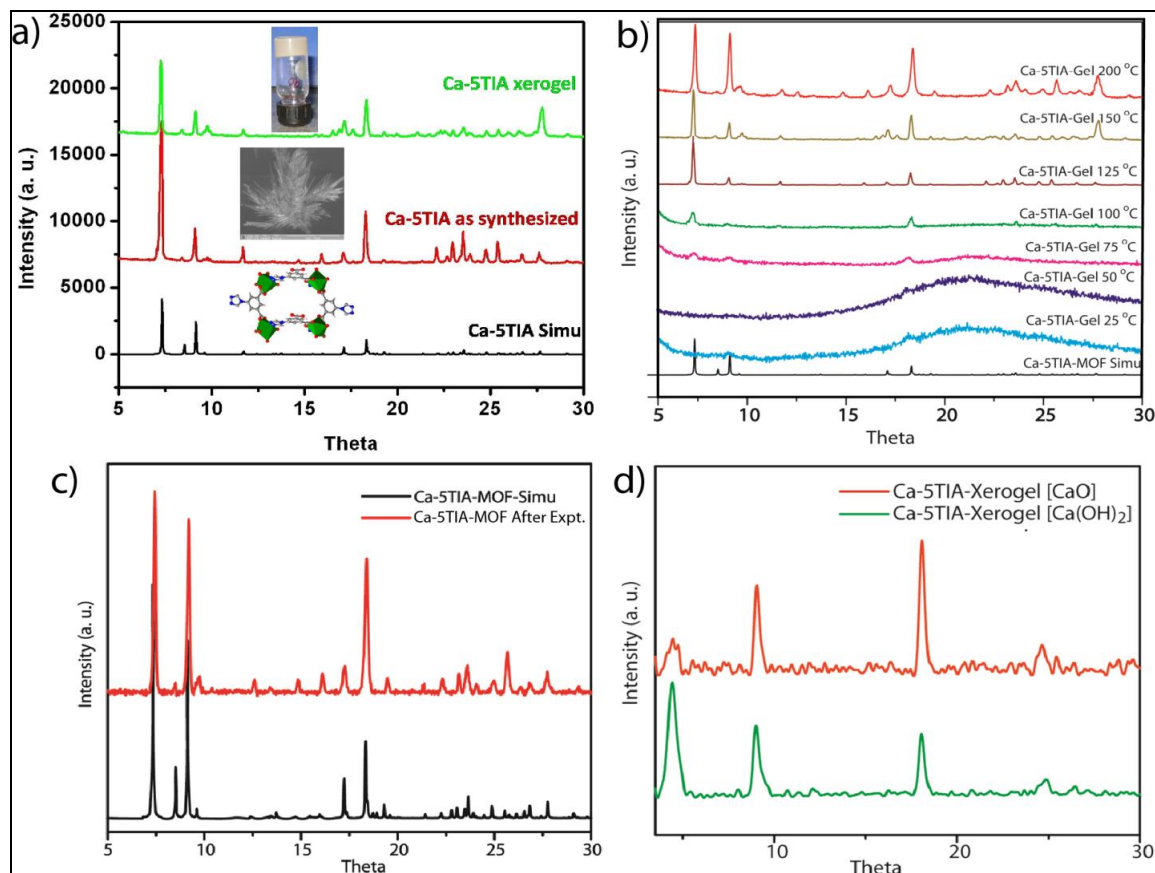 a)
25000
20000
15000
10000
5000
0
Intensity (a. u.)
Ca-5TIA xerogel
Ca-5TIA as synthesized
Ca-5TIA Simu
5 10 15 20 25 30
Theta
b)
Intensity (a. u.)
Ca-5TIA-Gel 200 °C
Ca-5TIA-Gel 150 °C
Ca-5TIA-Gel 125 °C
Ca-5TIA-Gel 100 °C
Ca-5TIA-Gel 75 °C
Ca-5TIA-Gel 50 °C
Ca-5TIA-Gel 25 °C
Ca-5TIA-MOF Simu
5 10 15 20 25 30
Theta
c)
Intensity (a. u.)
Ca-5TIA-MOF-Simu
Ca-5TIA-MOF After Expt.
5 10 15 20 25 30
Theta
d)
Intensity (a. u.)
Ca-5TIA-Xerogel [CaO]
Ca-5TIA-Xerogel [Ca(OH)₂]
10 20 30
Theta